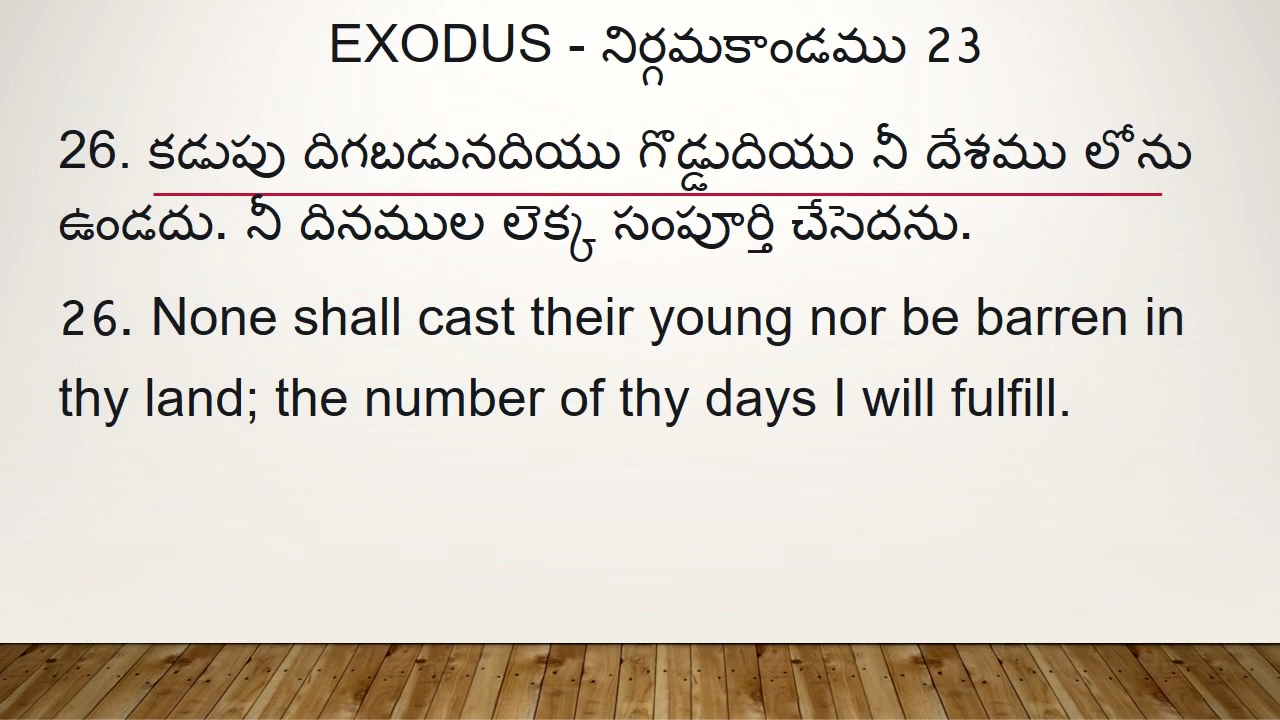 EXODUS - నిర్గమకాండము 23
26. కడుపు దిగబడునదియు గొడ్డుదియు నీ దేశము లోను
ఉండదు. నీ దినముల లెక్క సంపూర్తి చేసెదను.
26. None shall cast their young nor be barren in
thy land; the number of thy days I will fulfill.